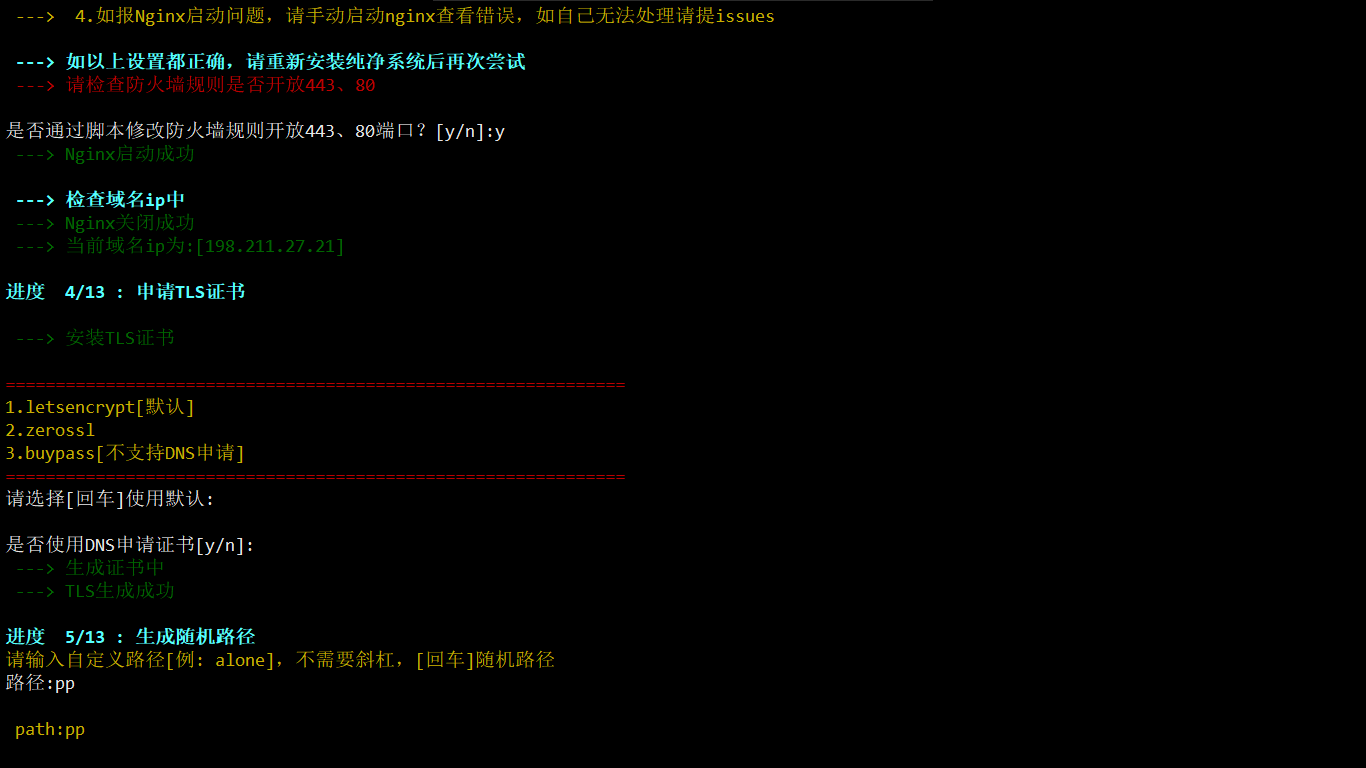 ---> 4.如报Nginx启动问题，请手动启动nginx查看错误，如自己无法处理请提issues
---> 如以上设置都正确，请重新安装纯净系统后再次尝试
---> 请检查防火墙规则是否开放443、80
是否通过脚本修改防火墙规则开放443、80端口？[y/n]:y
---> Nginx启动成功
---> 检查域名ip中
---> Nginx关闭成功
---> 当前域名ip为:[198.211.27.21]
进度  4/13 : 申请TLS证书
---> 安装TLS证书
==============================================================
1.letsencrypt[默认]
2.zerossl
3.buypass[不支持DNS申请]
==============================================================
请选择[回车]使用默认:
是否使用DNS申请证书[y/n]:
---> 生成证书中
---> TLS生成成功
进度  5/13 : 生成随机路径
请输入自定义路径[例: alone]，不需要斜杠，[回车]随机路径
路径:pp
path:pp